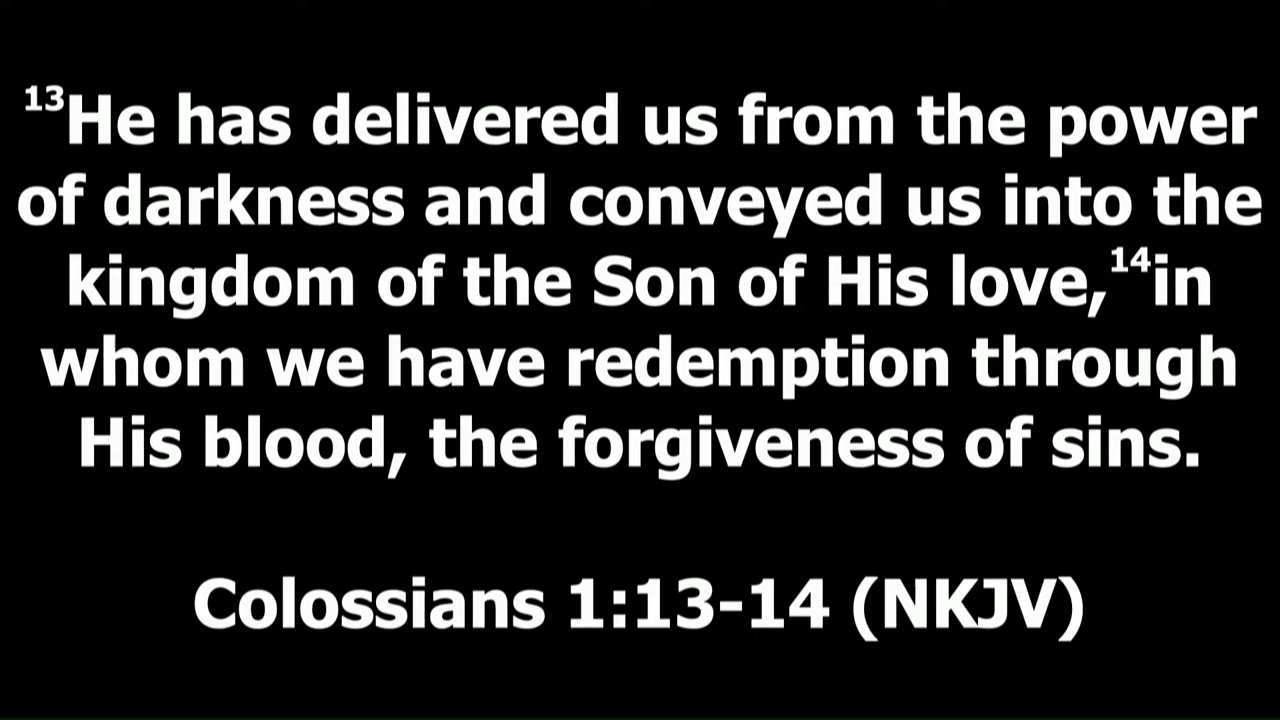 ¹³He has delivered us from the power
of darkness and conveyed us into the
kingdom of the Son of His love,¹⁴in
whom we have redemption through
His blood, the forgiveness of sins.
Colossians 1:13-14 (NKJV)